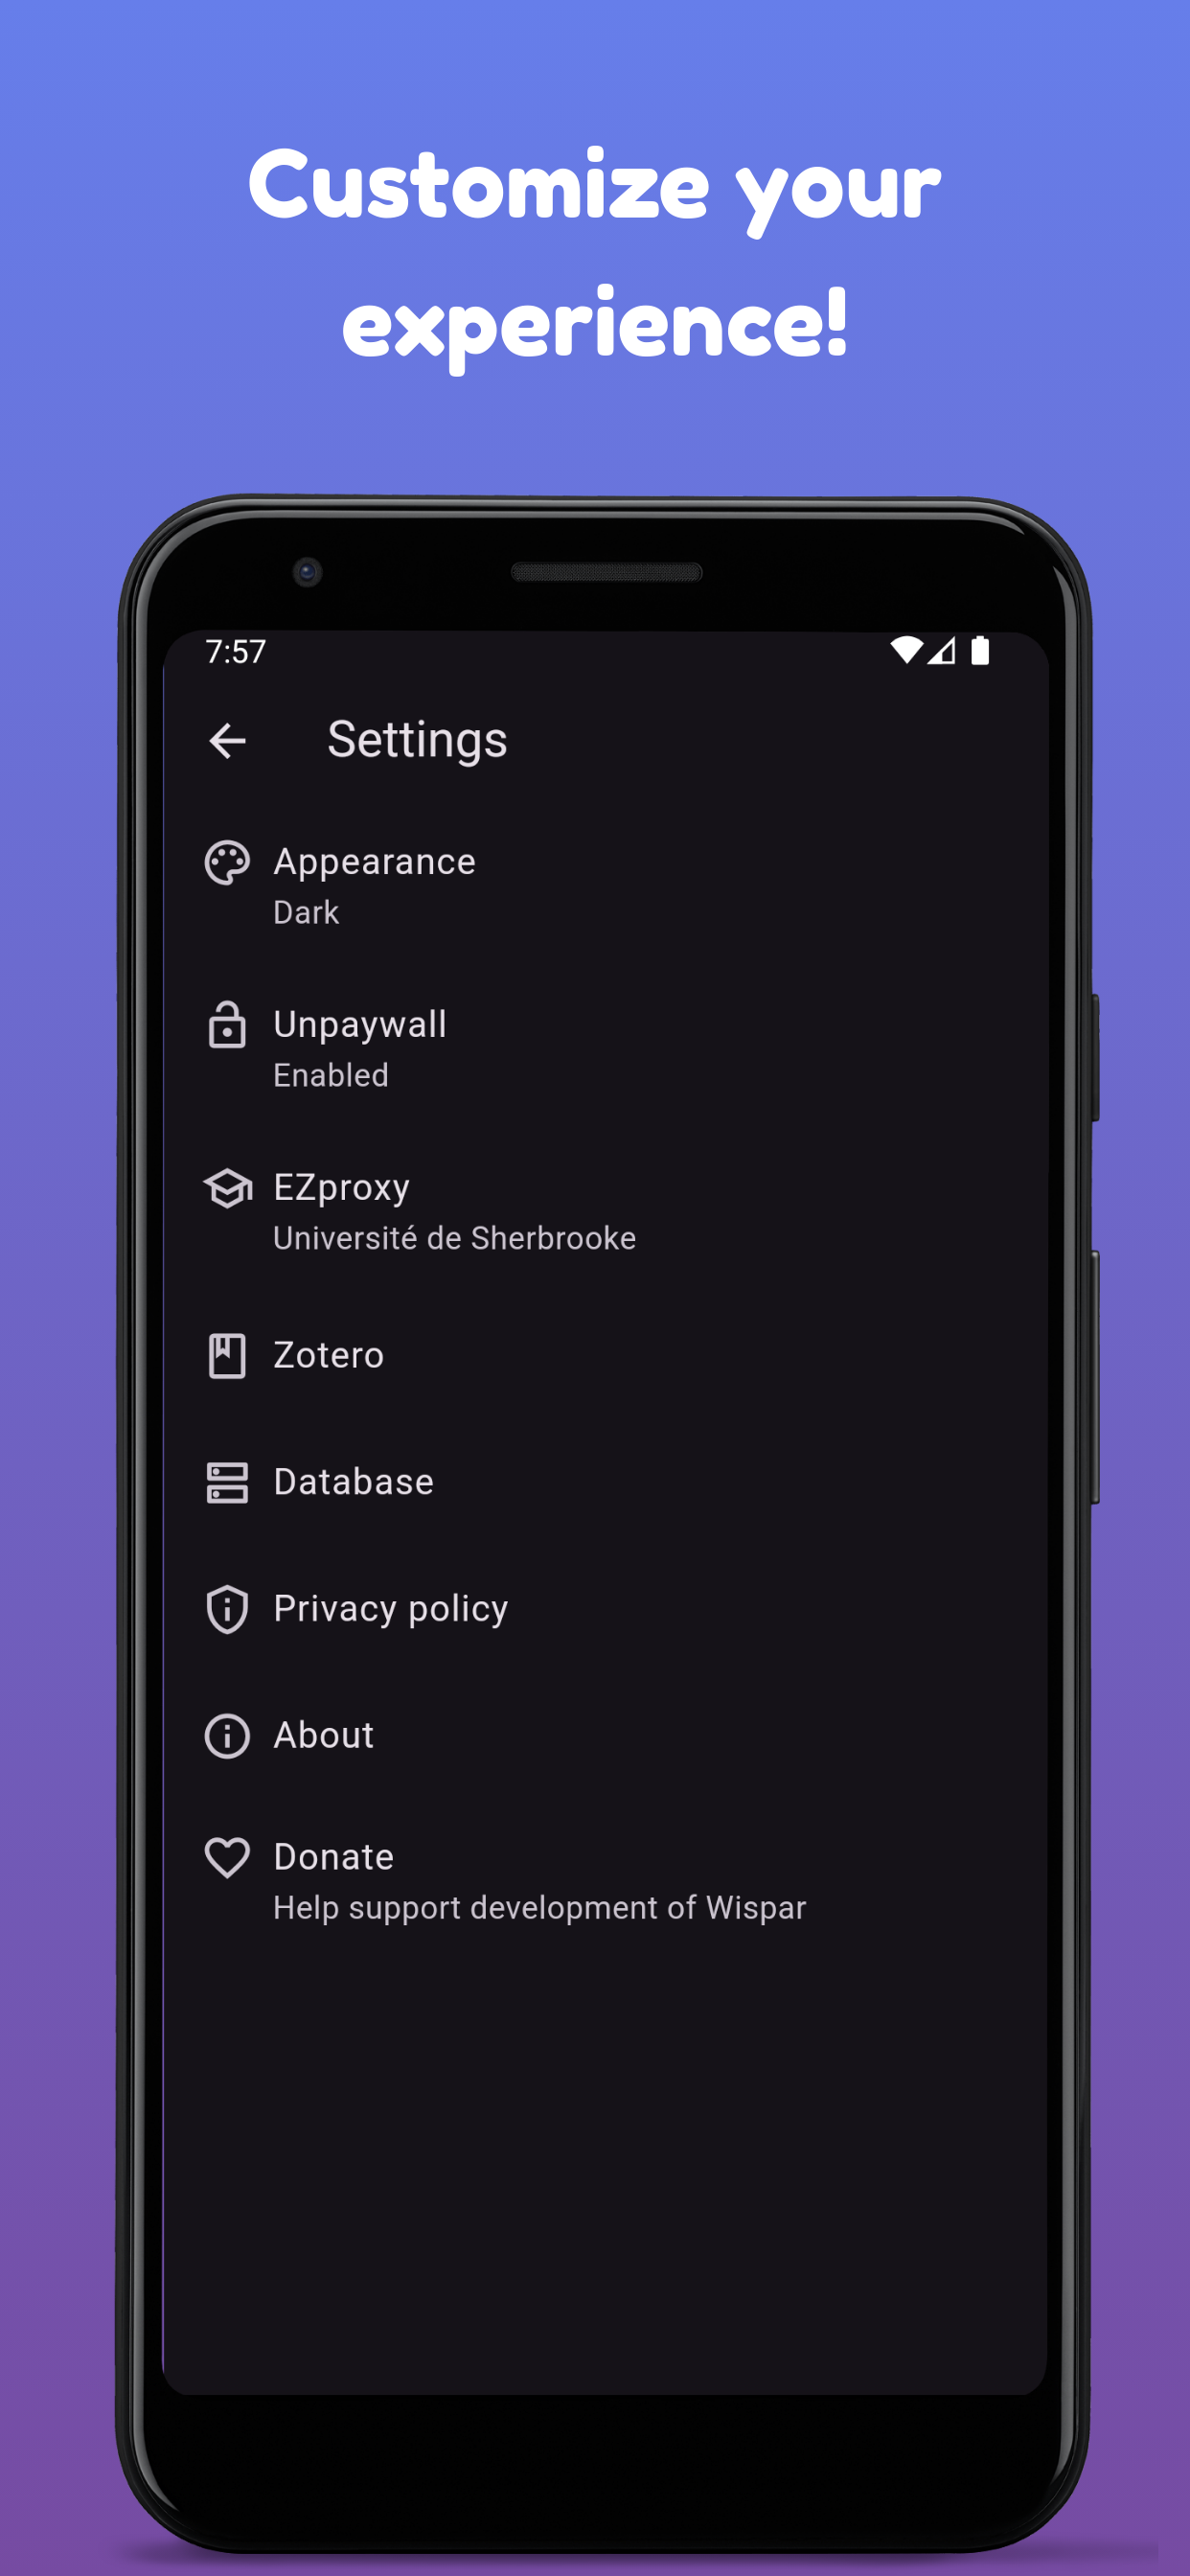 Customize your
experience!
7:57
Settings
Appearance
Dark
Unpaywall
Enabled
EZproxy
Université de Sherbrooke
Zotero
Database
Privacy policy
About
Donate
Help support development of Wispar